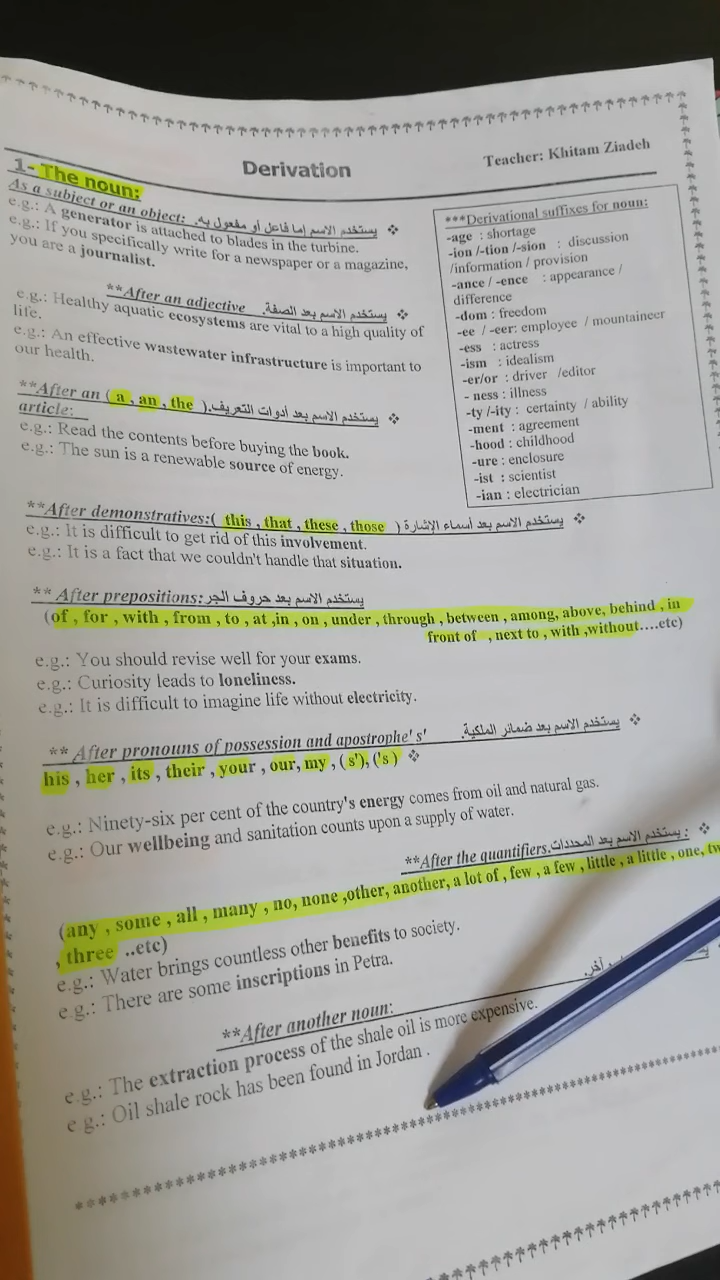 Derivation
Teacher: Khitam Ziadeh
1- The noun:
As a subject or an object: يستخدم الاسم إما فاعل أو مفعول به.
e.g.: A generator is attached to blades in the turbine.
e.g.: If you specifically write for a newspaper or a magazine,
you are a journalist.
**After an adjective يستخدم الاسم بعد الصفة.
e.g.: Healthy aquatic ecosystems are vital to a high quality of
life.
e.g.: An effective wastewater infrastructure is important to
our health.
**After an ( a , an , the ) يستخدم الاسم بعد أدوات التعريف.
article:
e.g.: Read the contents before buying the book.
e.g.: The sun is a renewable source of energy.
***Derivational suffixes for noun:
-age : shortage
-ion /-tion /-sion : discussion
/information / provision
-ance / -ence : appearance /
difference
-dom : freedom
-ee / -eer: employee / mountaineer
-ess : actress
-ism : idealism
-er/or : driver /editor
- ness : illness
-ty /-ity : certainty / ability
-ment : agreement
-hood : childhood
-ure : enclosure
-ist : scientist
-ian : electrician
**After demonstratives:( this , that , these , those ) يستخدم الاسم بعد أسماء الإشارة
e.g.: It is difficult to get rid of this involvement.
e.g.: It is a fact that we couldn't handle that situation.
** After prepositions: يستخدم الاسم بعد حروف الجر
(of , for , with , from , to , at ,in , on , under , through , between , among, above, behind , in
front of , next to , with ,without....etc)
e.g.: You should revise well for your exams.
e.g.: Curiosity leads to loneliness.
e.g.: It is difficult to imagine life without electricity.
** After pronouns of possession and apostrophe' s' يستخدم الاسم بعد ضمائر الملكية.
his , her , its , their , your , our, my , ( s'), ('s )
e.g.: Ninety-six per cent of the country's energy comes from oil and natural gas.
e.g.: Our wellbeing and sanitation counts upon a supply of water.
**After the quantifiers. يستخدم الاسم بعد المحددات :
(any , some , all , many , no, none ,other, another, a lot of , few , a few , little , a little , one,
, three ..etc)
e.g.: Water brings countless other benefits to society.
e.g.: There are some inscriptions in Petra.
**After another noun: آخر.
e.g.: The extraction process of the shale oil is more expensive.
e.g.: Oil shale rock has been found in Jordan .